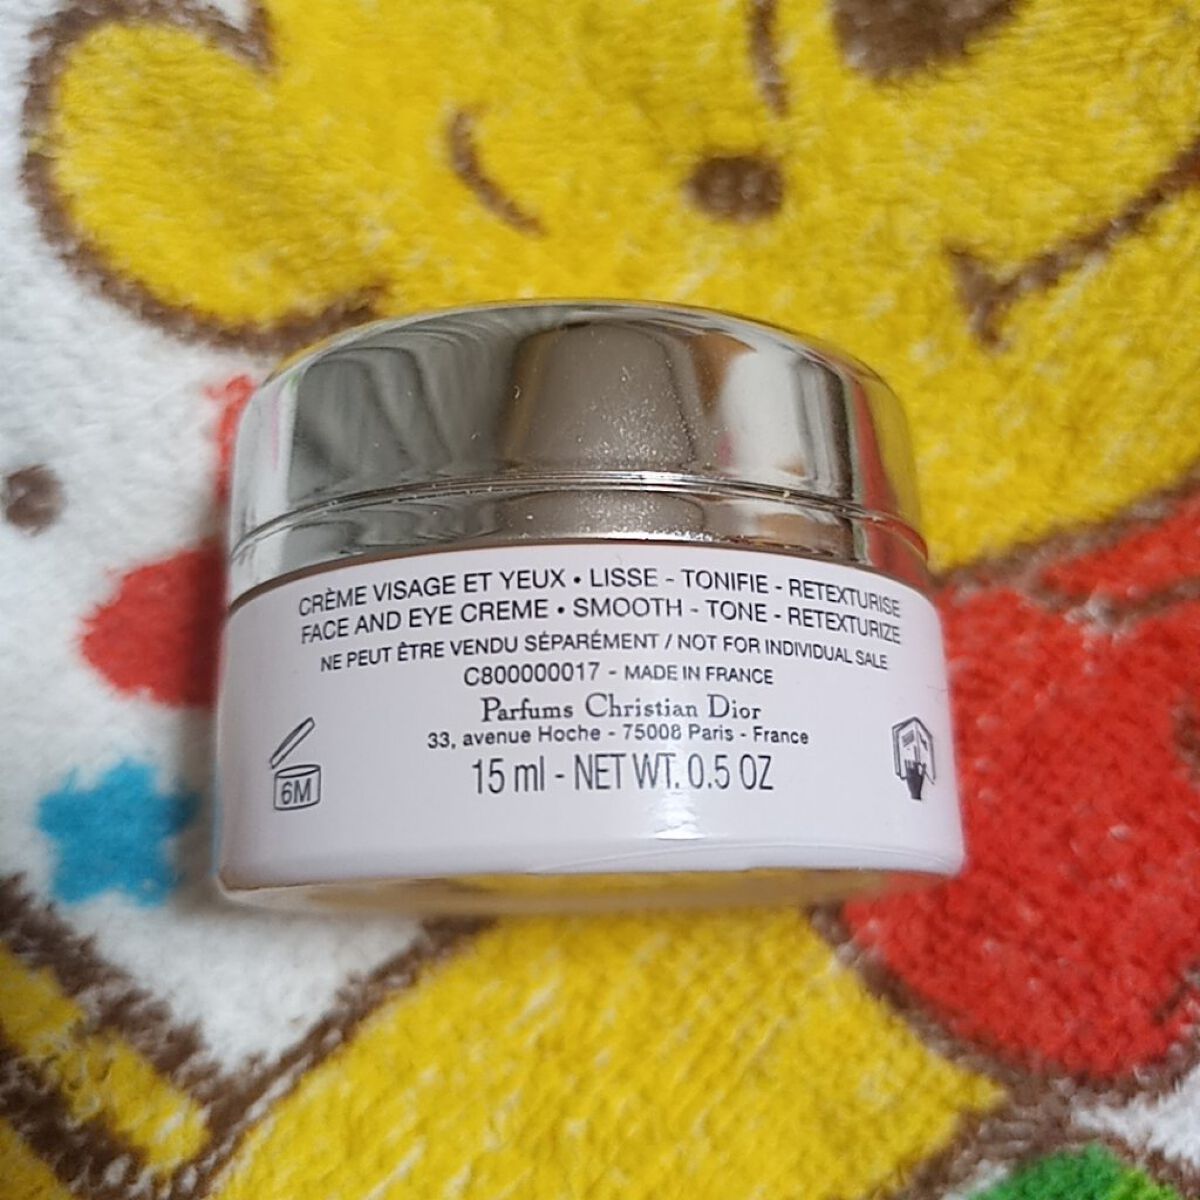 CRÈME VISAGE ET YEUX • LISSE - TONIFIE - RETEXTURISE
FACE AND EYE CREME • SMOOTH - TONE - RETEXTURIZE
NE PEUT ÊTRE VENDU SÉPARÉMENT / NOT FOR INDIVIDUAL SALE
C800000017 - MADE IN FRANCE
Parfums Christian Dior
33, avenue Hoche - 75008 Paris - France
15 ml - NET WT. 0.5 OZ
6M